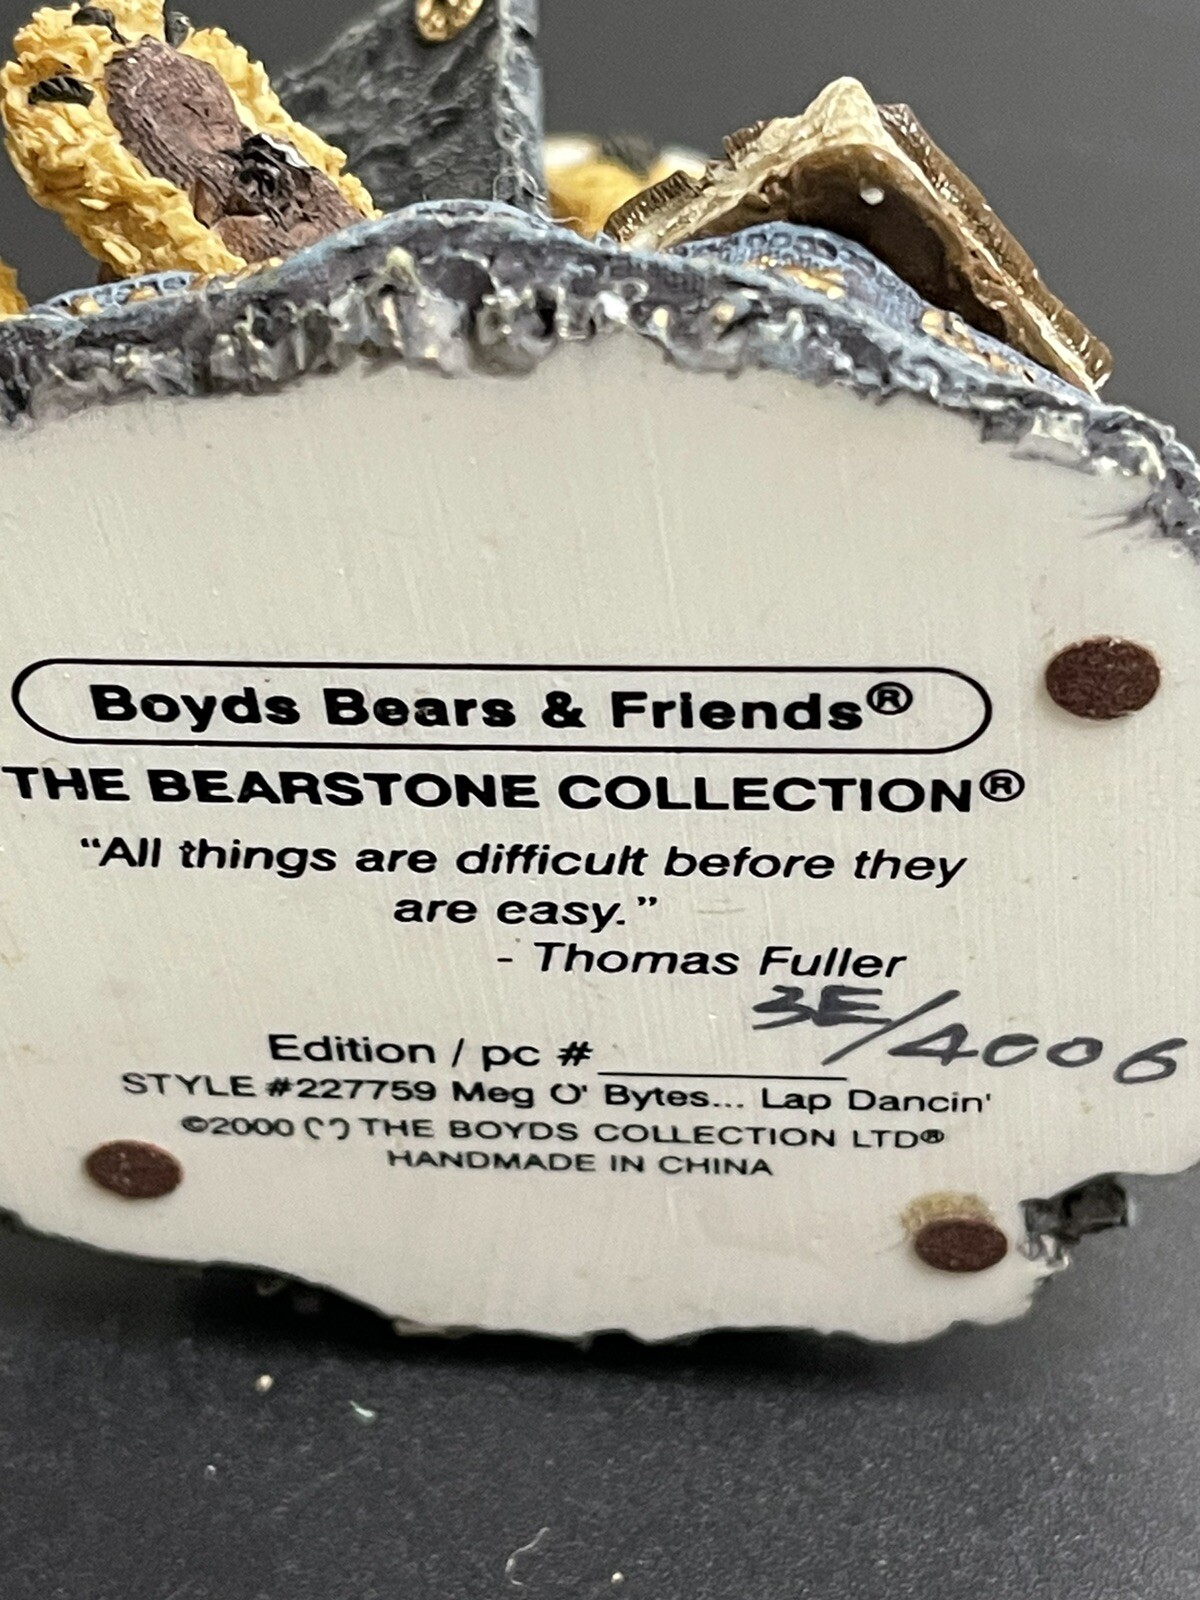 Boyds Bears & Friends®
THE BEARSTONE COLLECTION®
“All things are difficult before they
are easy.”
- Thomas Fuller
3E/4006
Edition / pc #
STYLE #227759 Meg O' Bytes... Lap Dancin'
©2000 THE BOYDS COLLECTION LTD®
HANDMADE IN CHINA